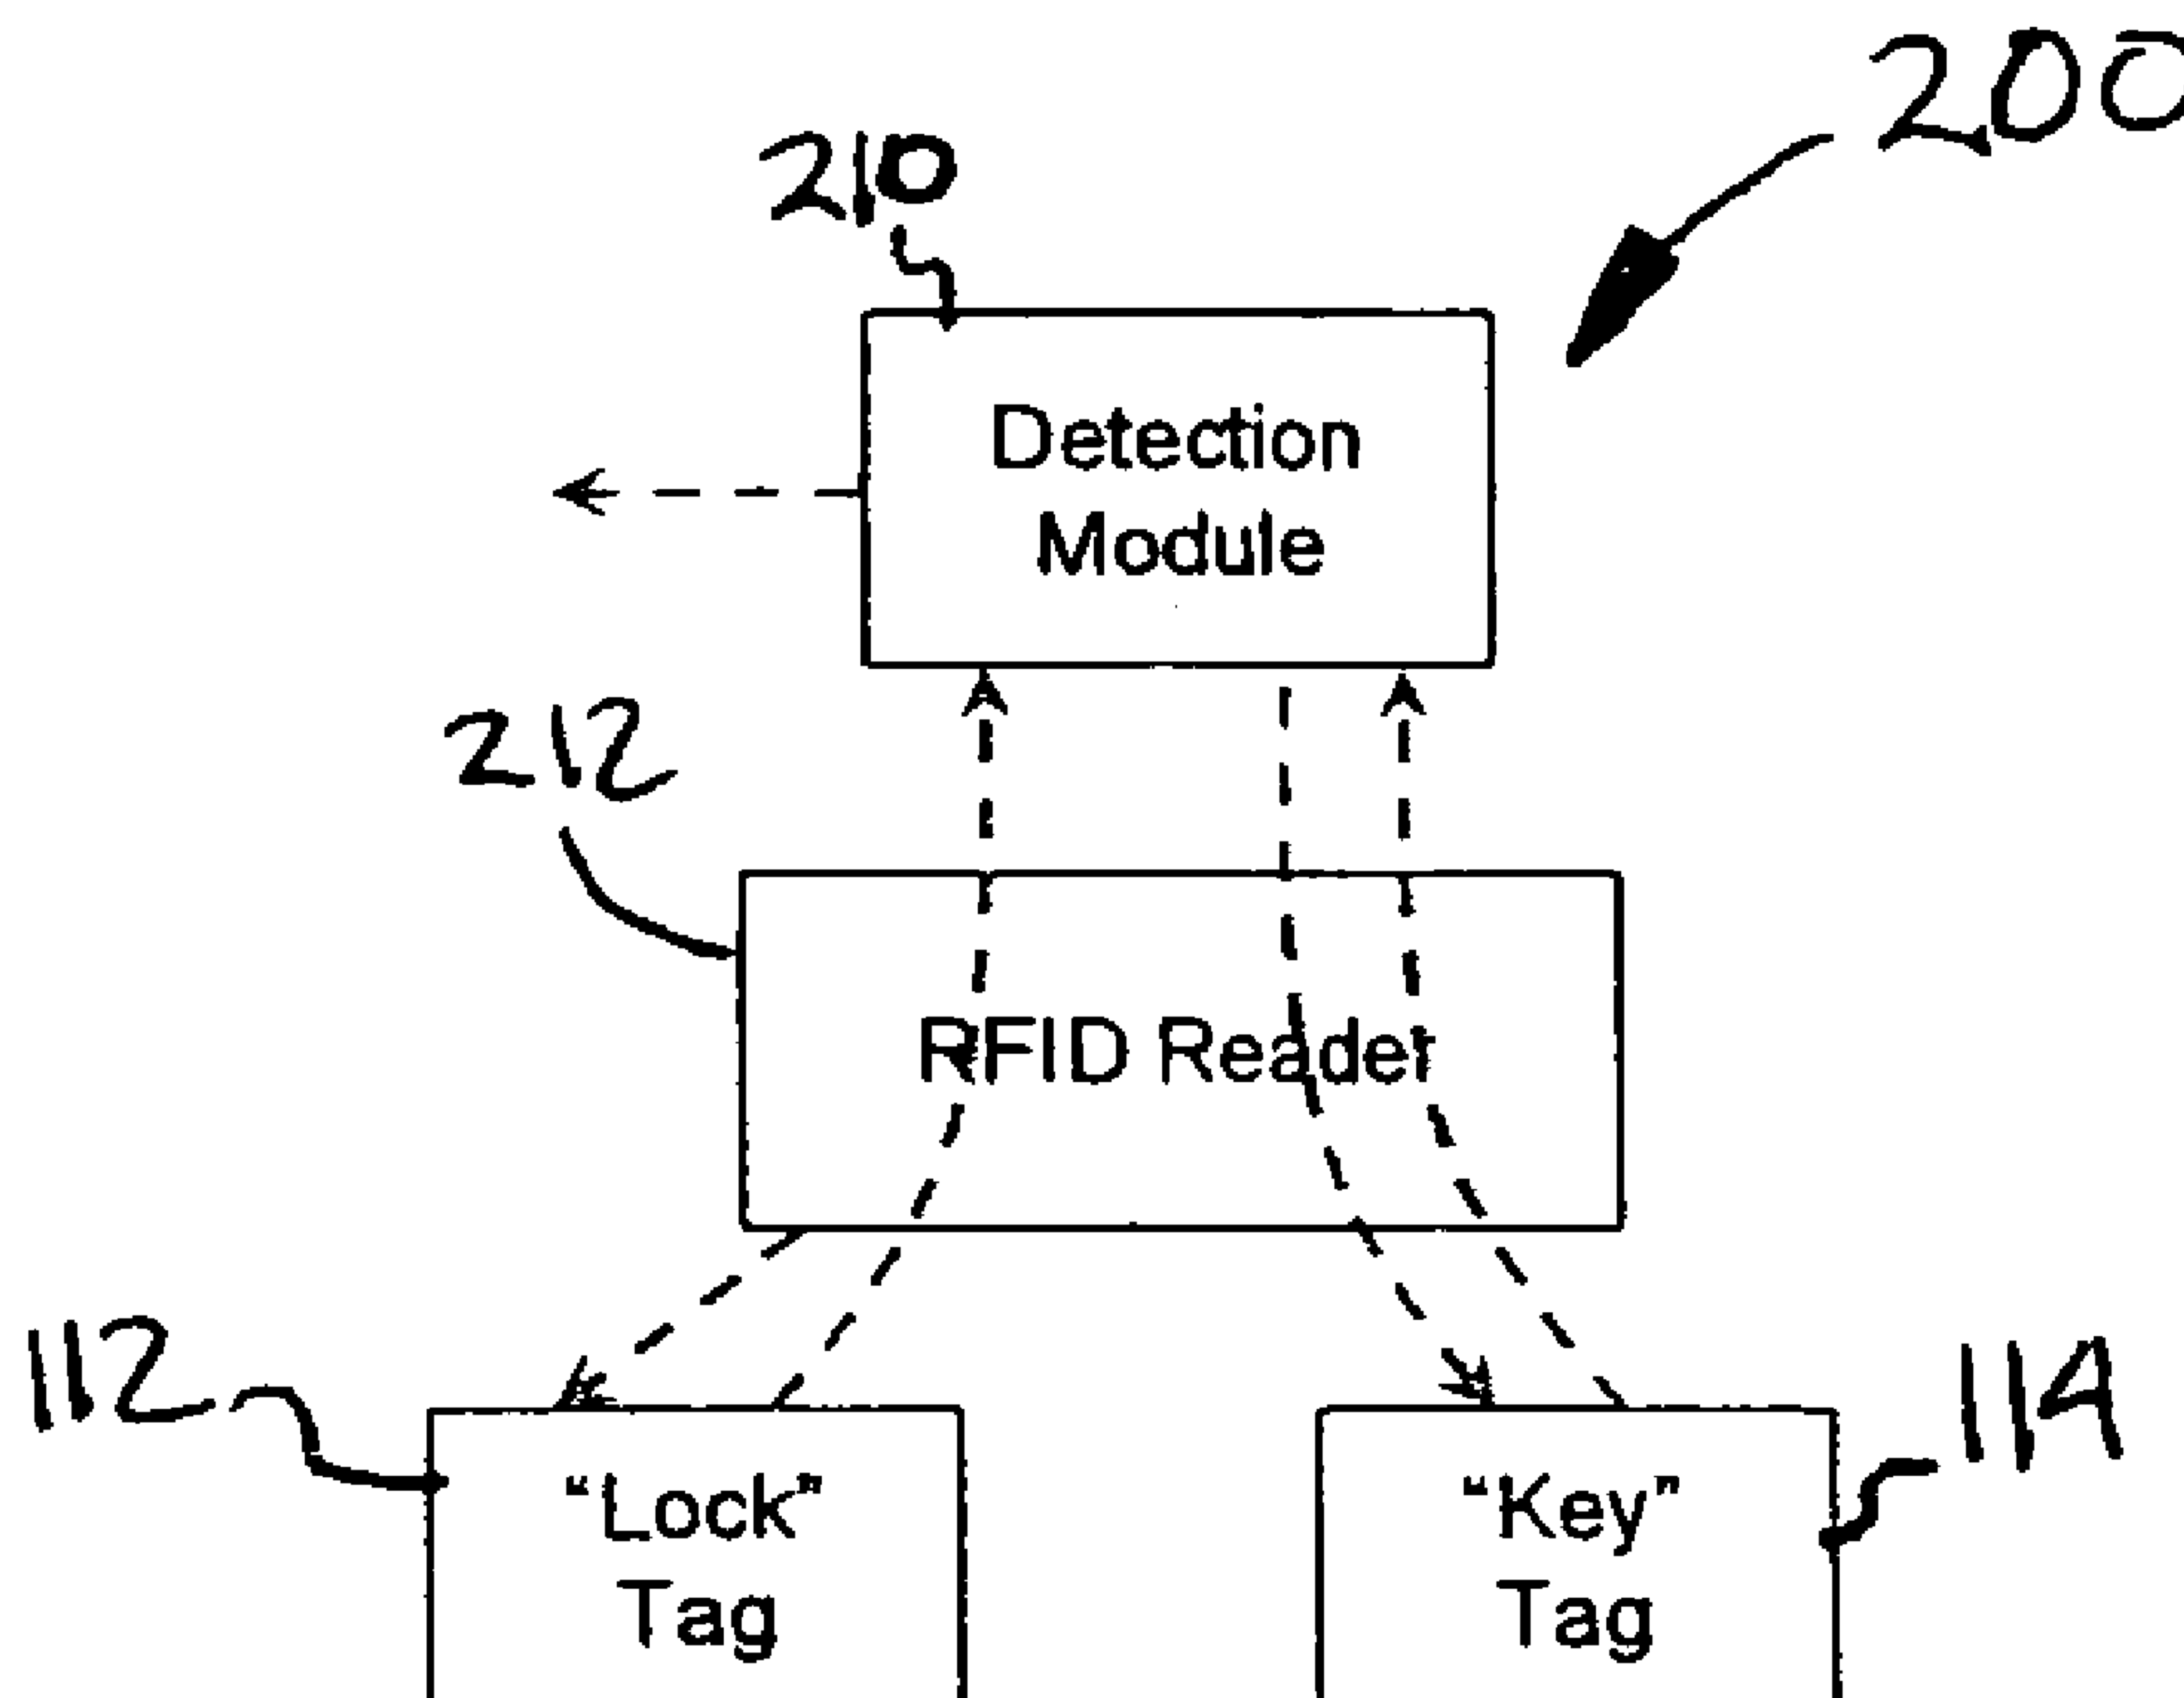 200
210
Detection
Module
212
RFID Reader
112
114
“Lock”
Tag
“Key”
Tag